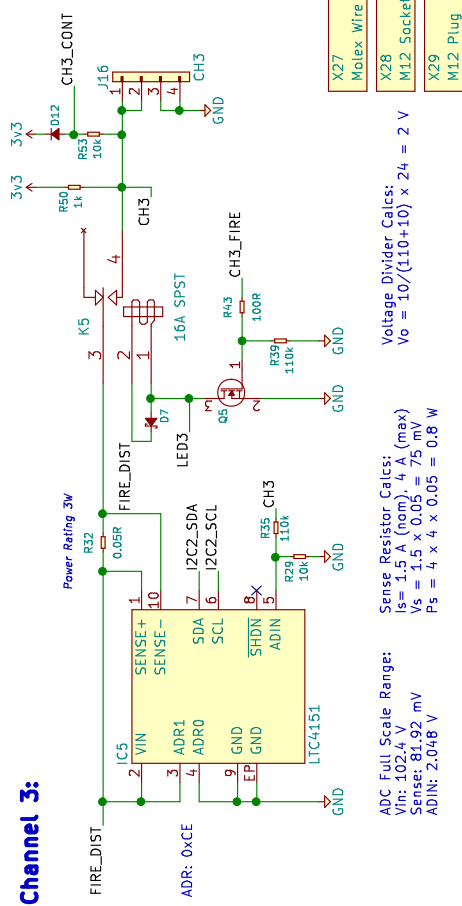 Channel 3:
FIRE_DIST
ADR: 0xCE
IC5
2
VIN
3
ADR1
4
ADR0
9
GND
EP
GND
LTC4151
GND
1
SENSE+
10
SENSE-
7
SDA
6
SCL
8
SHDN
5
ADIN
I2C2_SDA
I2C2_SCL
Power Rating 3W
R32
0.05R
R35
110k
CH3
R29
10k
GND
FIRE_DIST
D7
LED3
3
2
1
K5
4
16A SPST
Q5
3
1
2
GND
R43
100R
CH3_FIRE
R39
110k
GND
3v3
R50
1k
CH3
3v3
D12
R53
10k
CH3_CONT
J16
1
2
3
4
CH3
GND
ADC Full Scale Range:
Vin: 102.4 V
Sense: 81.92 mV
ADIN: 2.048 V
Sense Resistor Calcs:
Is= 1.5 A (nom), 4 A (max)
Vs = 1.5 x 0.05 = 75 mV
Ps = 4 x 4 x 0.05 = 0.8 W
Voltage Divider Calcs:
Vo = 10/(110+10) x 24 = 2 V
X27
Molex Wire
X28
M12 Socket
X29
M12 Plug